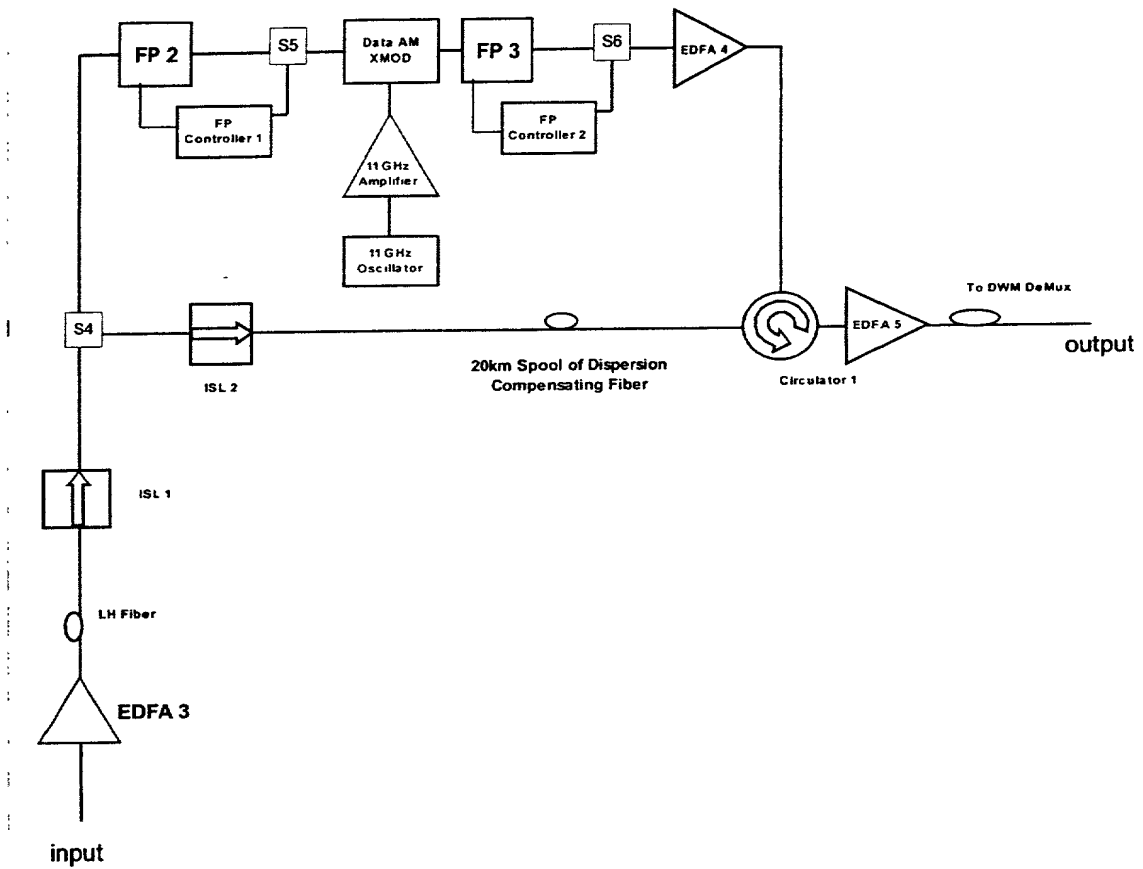 FP 2
S5
Data AM
XMOD
FP 3
S6
EDFA 4
FP
Controller 1
FP
Controller 2
11 GHz
Amplifier
11 GHz
Oscillator
To DWM DeMux
S4
EDFA 5
output
ISL 2
20km Spool of Dispersion
Compensating Fiber
Circulator 1
ISL 1
LH Fiber
EDFA 3
input